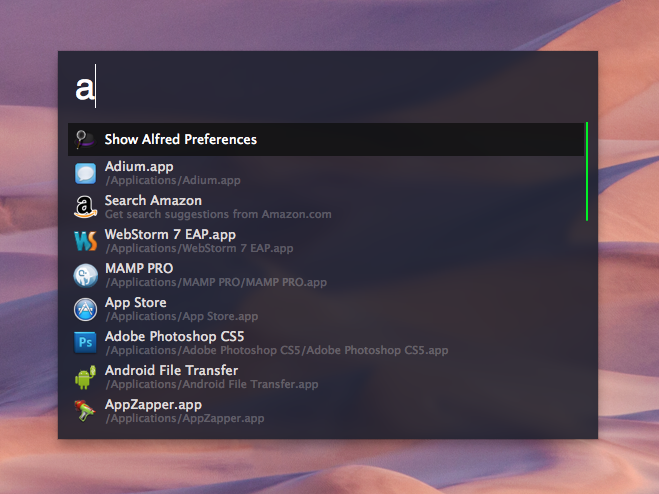 a
Show Alfred Preferences
Adium.app
/Applications/Adium.app
Search Amazon
Get search suggestions from Amazon.com
WebStorm 7 EAP.app
/Applications/WebStorm 7 EAP.app
MAMP PRO
/Applications/MAMP PRO/MAMP PRO.app
App Store
/Applications/App Store.app
Adobe Photoshop CS5
/Applications/Adobe Photoshop CS5/Adobe Photoshop CS5.app
Android File Transfer
/Applications/Android File Transfer.app
AppZapper.app
/Applications/AppZapper.app